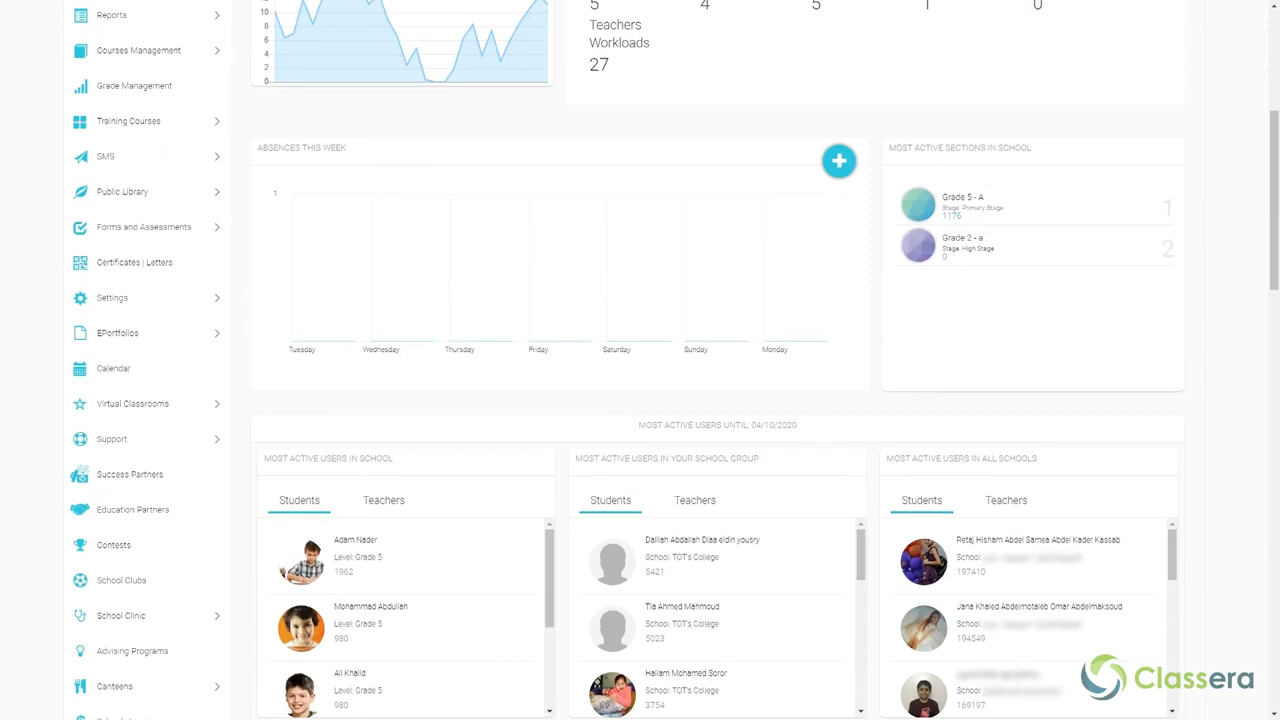 Reports
Courses Management
Grade Management
Training Courses
SMS
Public Library
Forms and Assessments
Certificates | Letters
Settings
EPortfolios
Calendar
Virtual Classrooms
Support
Success Partners
Education Partners
Contests
School Clubs
School Clinic
Advising Programs
Canteens
10
8
6
4
2
0
5 4 5 1 0
Teachers
Workloads
27
ABSENCES THIS WEEK
1
Tuesday Wednesday Thursday Friday Saturday Sunday Monday
MOST ACTIVE SECTIONS IN SCHOOL
Grade 5 - A
Stage: Primary Stage
1176
1
Grade 2 - a
Stage: High Stage
0
2
MOST ACTIVE USERS UNTIL: 04/10/2020
MOST ACTIVE USERS IN SCHOOL
Students Teachers
Adam Nader
Level: Grade 5
1962
Mohammad Abdullah
Level: Grade 5
980
Ali Khalid
Level: Grade 5
980
MOST ACTIVE USERS IN YOUR SCHOOL GROUP
Students Teachers
Dalilah Abdallah Diaa eldin yousry
School: TOT's College
5421
Tia Ahmed Mahmoud
School: TOT's College
5023
Hallam Mohamed Soror
School: TOT's College
3754
MOST ACTIVE USERS IN ALL SCHOOLS
Students Teachers
Retaj Hisham Abdel Samea Abdel Kader Kassab
School:
197410
Jana Khaled Abdelmotaleb Omar Abdelmaksoud
School:
194549
School:
169197
Classera